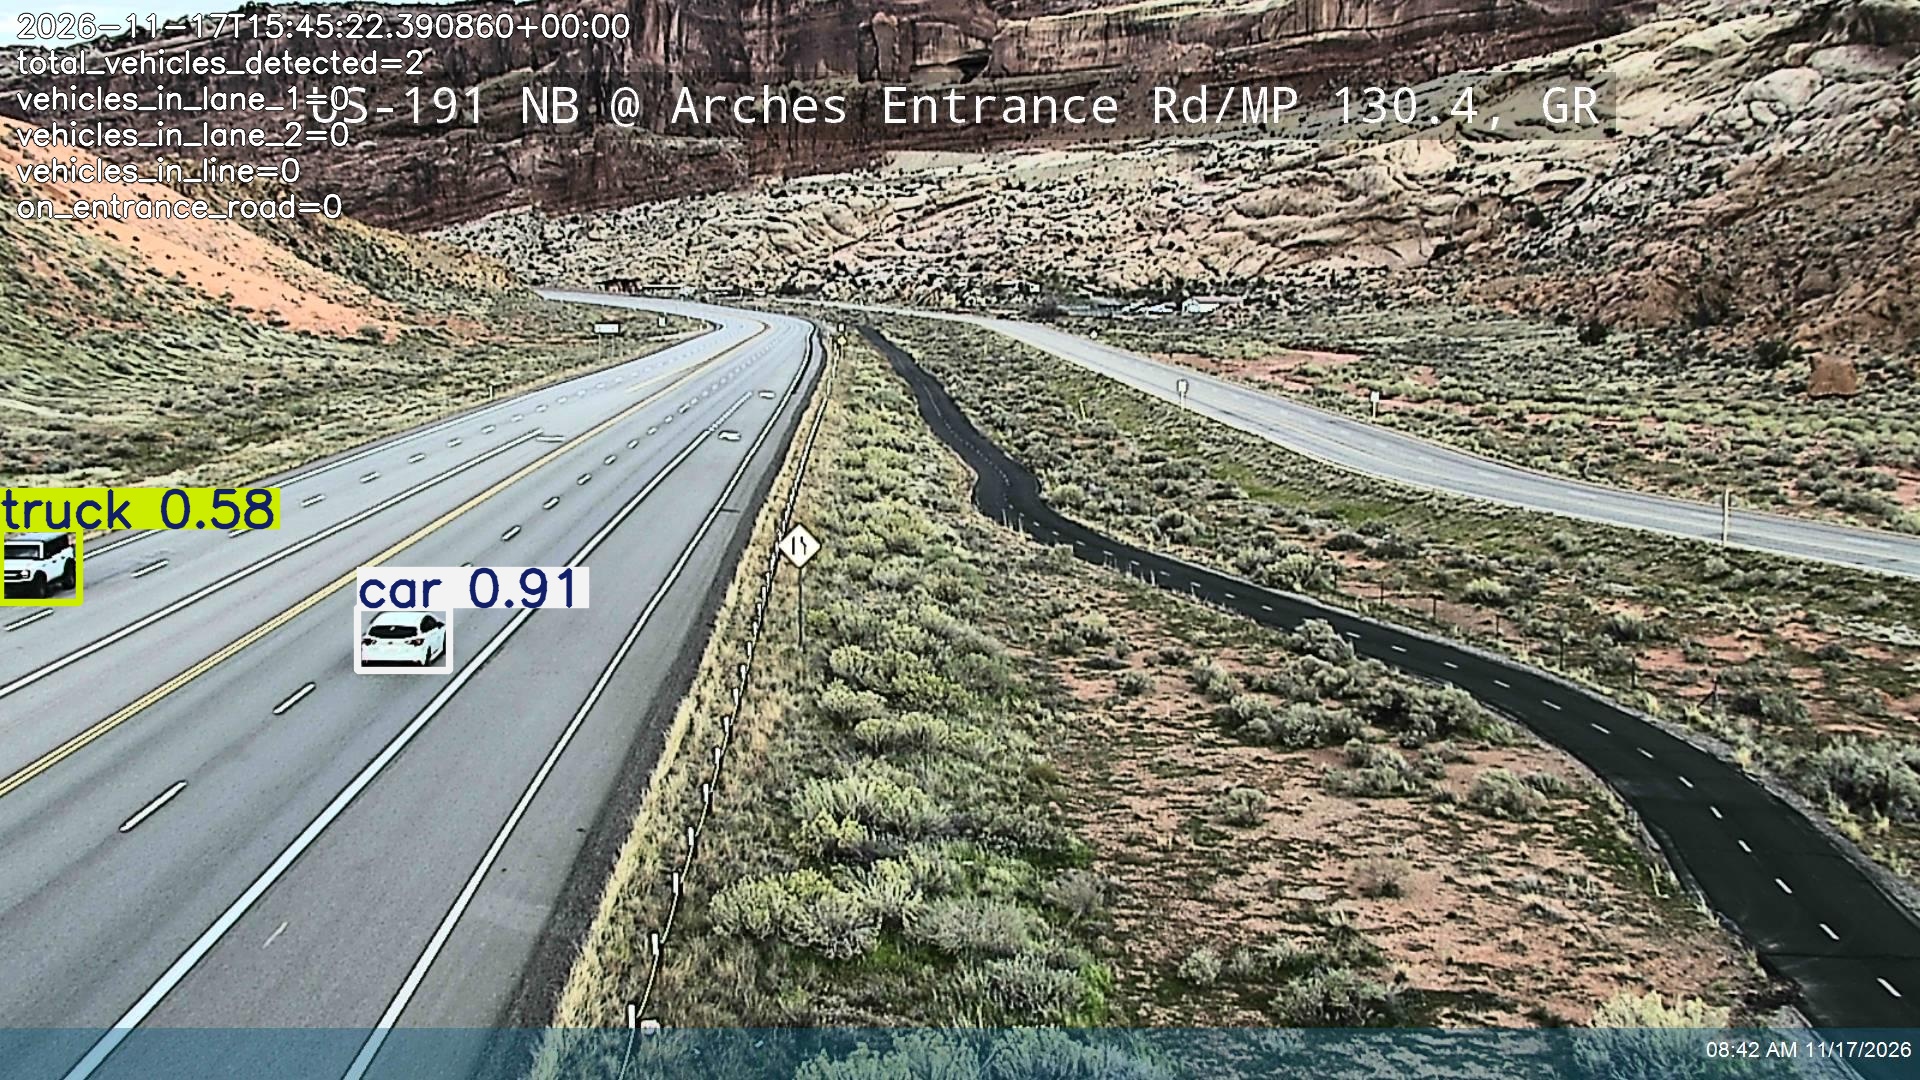 2026-11-17T15:45:22.390860+00:00
total_vehicles_detected=2
vehicles_in_lane_1=0
US-191 NB @ Arches Entrance Rd/MP 130.4, GR
vehicles_in_lane_2=0
vehicles_in_line=0
on_entrance_road=0
truck 0.58
car 0.91
08:42 AM 11/17/2026